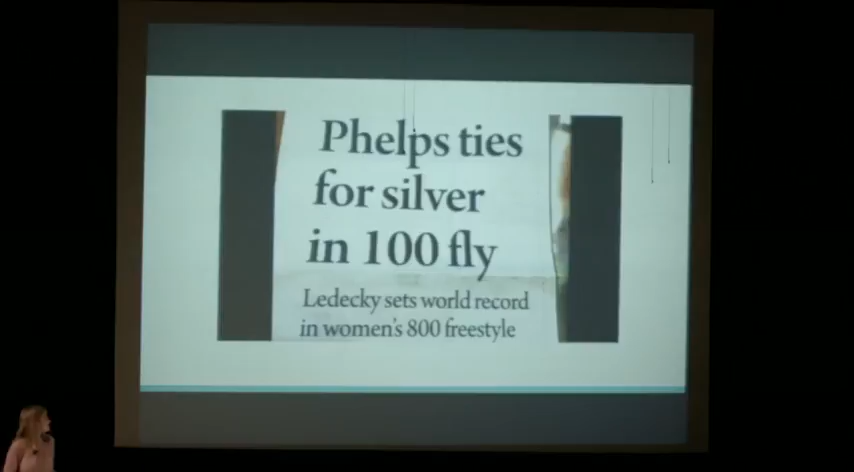 Phelps ties
for silver
in 100 fly
Ledecky sets world record
in women's 800 freestyle